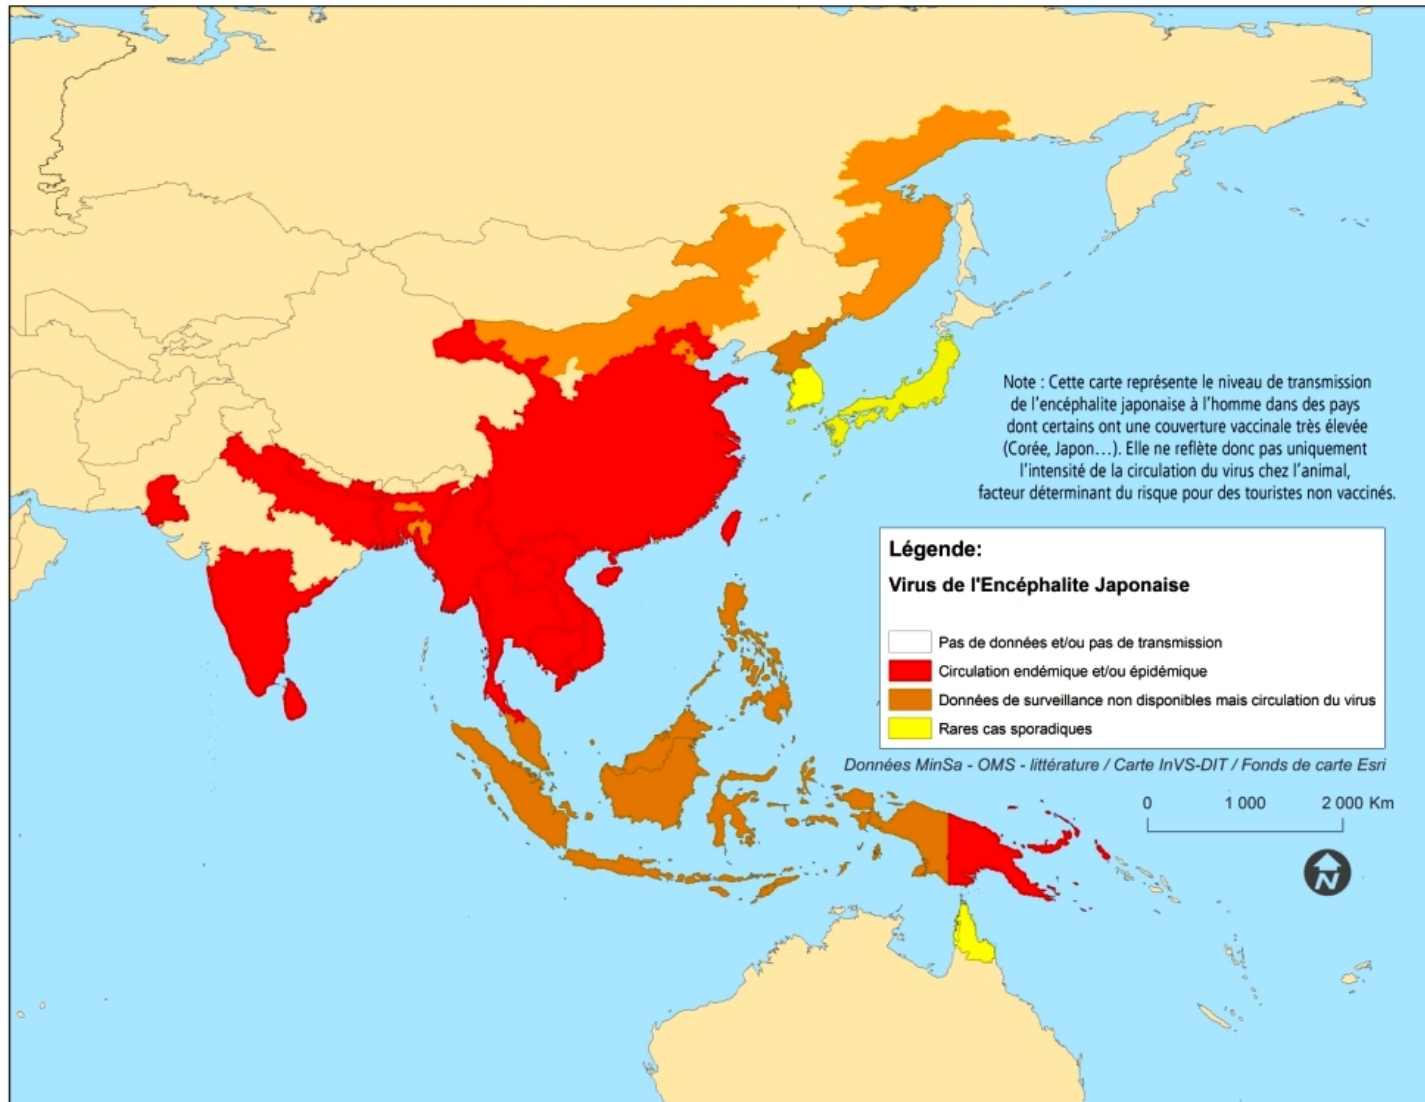 Note : Cette carte représente le niveau de transmission
de l'encéphalite japonaise à l'homme dans des pays
dont certains ont une couverture vaccinale très élevée
(Corée, Japon…). Elle ne reflète donc pas uniquement
l'intensité de la circulation du virus chez l'animal,
facteur déterminant du risque pour des touristes non vaccinés.
Légende:
Virus de l'Encéphalite Japonaise
Pas de données et/ou pas de transmission
Circulation endémique et/ou épidémique
Données de surveillance non disponibles mais circulation du virus
Rares cas sporadiques
Données MinSa - OMS - littérature / Carte InVS-DIT / Fonds de carte Esri
0 1 000 2 000 Km
N